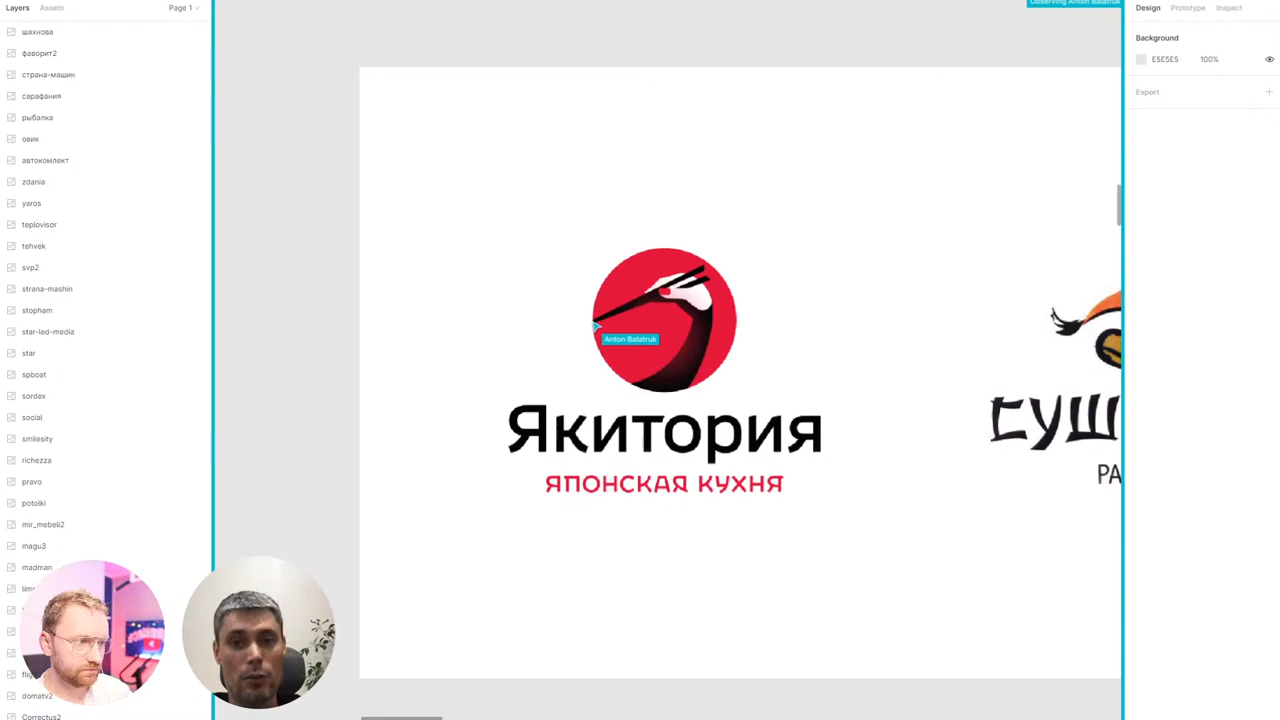 Layers
Assets
Page 1
шахнова
фаворит2
страна-машин
сарафания
рыбалка
овик
автокомлект
zdania
yaros
teplovisor
tehvek
svp2
strana-mashin
stopham
star-led-media
star
spboat
sordex
social
smilesity
richezza
pravo
potolki
mir_mebeli2
magu3
madman
domatv2
Correctus2
Observing Anton Balatruk
Anton Balatruk
Якитория
ЯПОНСКАЯ КУХНЯ
СУШ
РА
Design
Prototype
Inspect
Background
E5E5E5
100%
Export